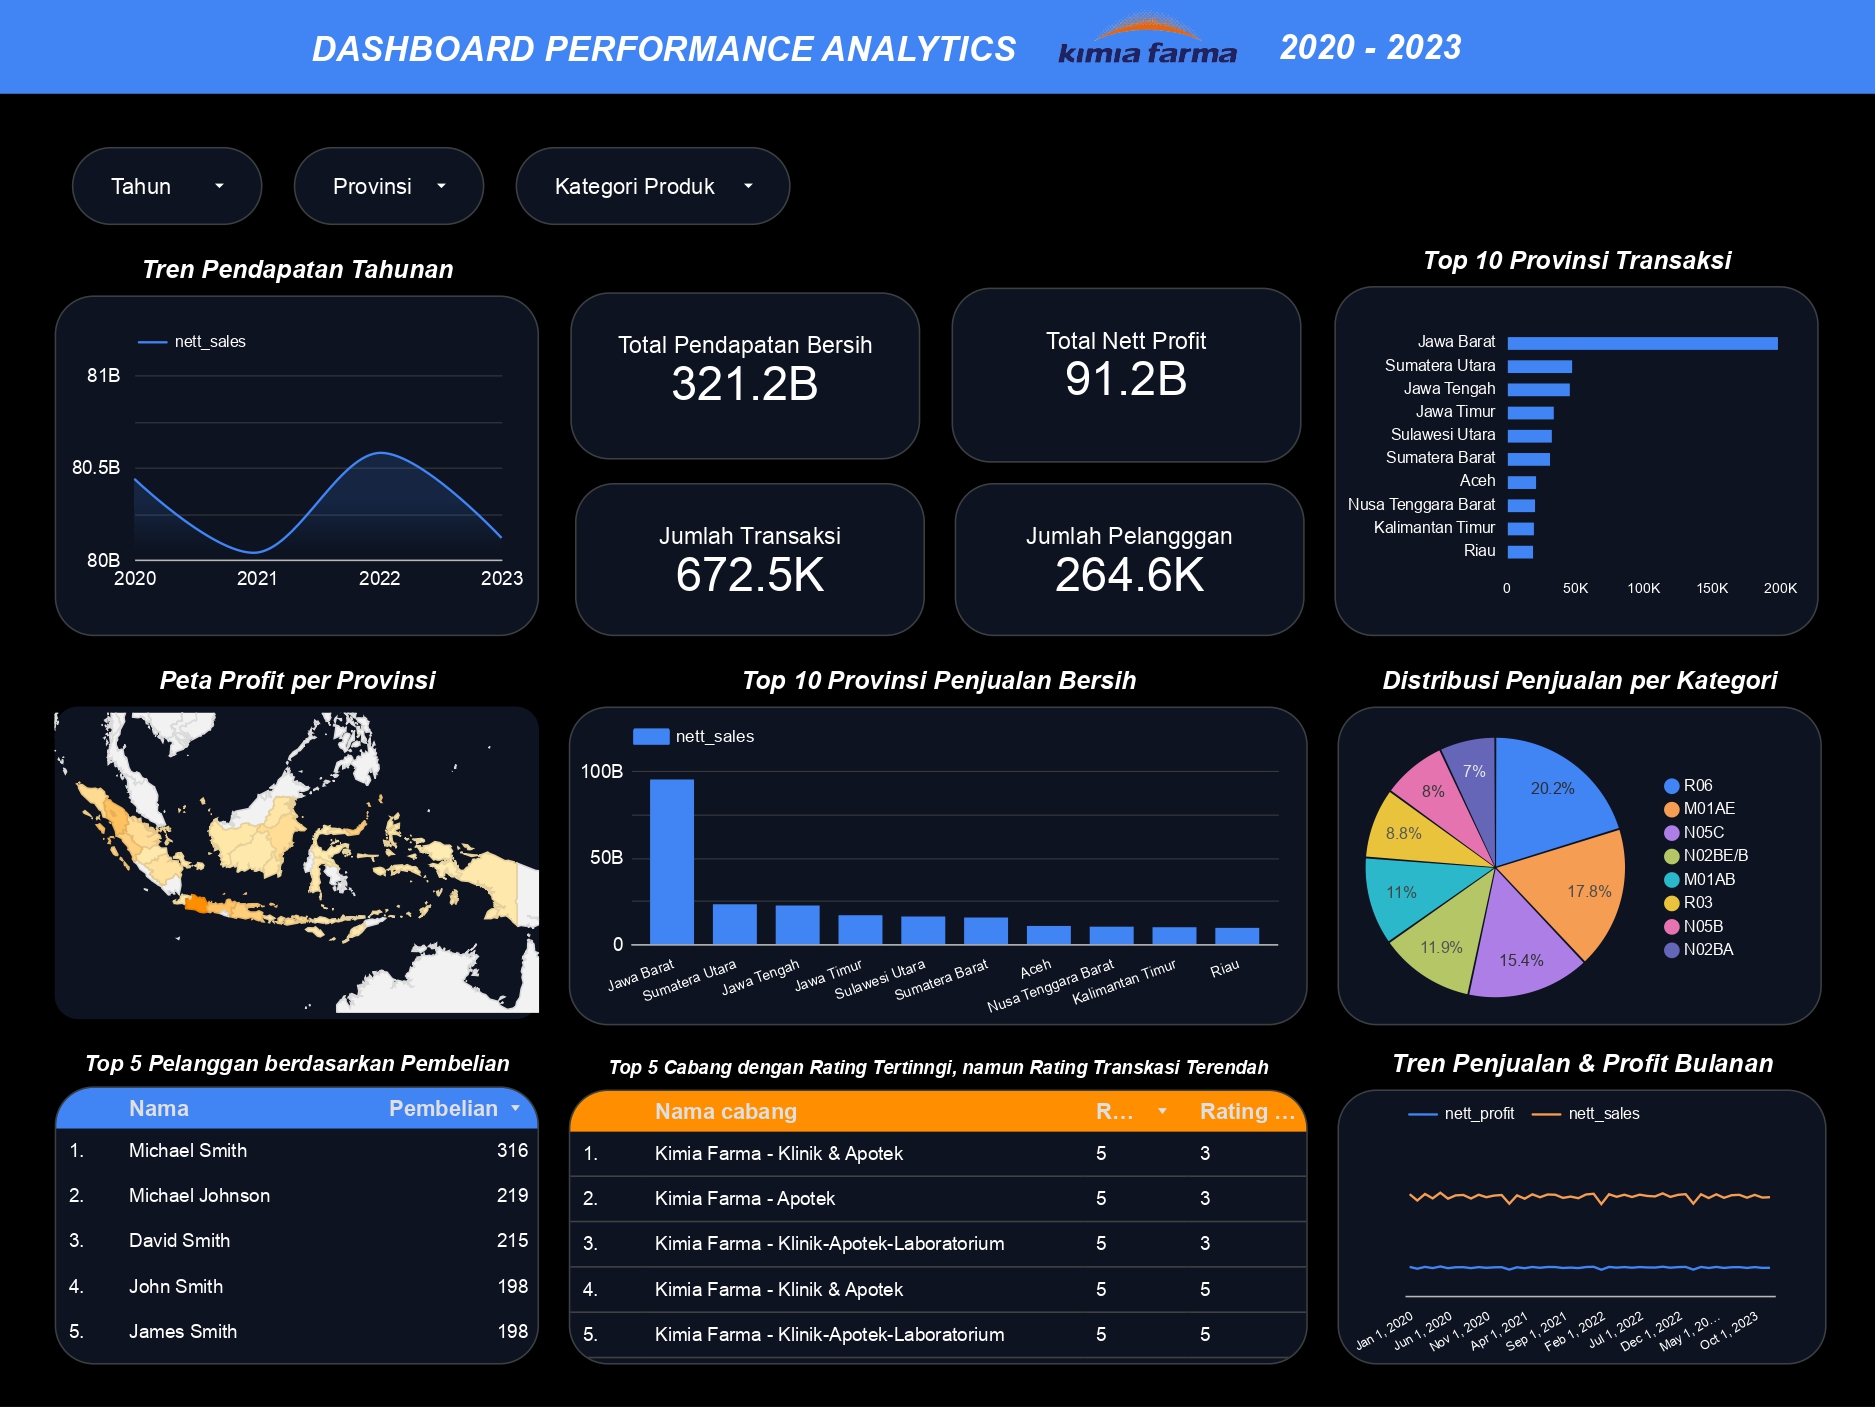 DASHBOARD PERFORMANCE ANALYTICS kimia farma 2020 - 2023
Tahun
Provinsi
Kategori Produk
Tren Pendapatan Tahunan
nett_sales
81B
80.5B
80B
2020 2021 2022 2023
Total Pendapatan Bersih
321.2B
Total Nett Profit
91.2B
Jumlah Transaksi
672.5K
Jumlah Pelangggan
264.6K
Top 10 Provinsi Transaksi
Jawa Barat
Sumatera Utara
Jawa Tengah
Jawa Timur
Sulawesi Utara
Sumatera Barat
Aceh
Nusa Tenggara Barat
Kalimantan Timur
Riau
0 50K 100K 150K 200K
Peta Profit per Provinsi
Top 10 Provinsi Penjualan Bersih
nett_sales
100B
50B
0
Jawa Barat
Sumatera Utara
Jawa Tengah
Jawa Timur
Sulawesi Utara
Sumatera Barat
Aceh
Nusa Tenggara Barat
Kalimantan Timur
Riau
Distribusi Penjualan per Kategori
20.2%
17.8%
15.4%
11.9%
11%
8.8%
8%
7%
R06
M01AE
N05C
N02BE/B
M01AB
R03
N05B
N02BA
Top 5 Pelanggan berdasarkan Pembelian
Nama Pembelian
1. Michael Smith 316
2. Michael Johnson 219
3. David Smith 215
4. John Smith 198
5. James Smith 198
Top 5 Cabang dengan Rating Tertinngi, namun Rating Transkasi Terendah
Nama cabang R... Rating ...
1. Kimia Farma - Klinik & Apotek 5 3
2. Kimia Farma - Apotek 5 3
3. Kimia Farma - Klinik-Apotek-Laboratorium 5 3
4. Kimia Farma - Klinik & Apotek 5 5
5. Kimia Farma - Klinik-Apotek-Laboratorium 5 5
Tren Penjualan & Profit Bulanan
nett_profit nett_sales
Jan 1, 2020
Jun 1, 2020
Nov 1, 2020
Apr 1, 2021
Sep 1, 2021
Feb 1, 2022
Jul 1, 2022
Dec 1, 2022
May 1, 20...
Oct 1, 2023